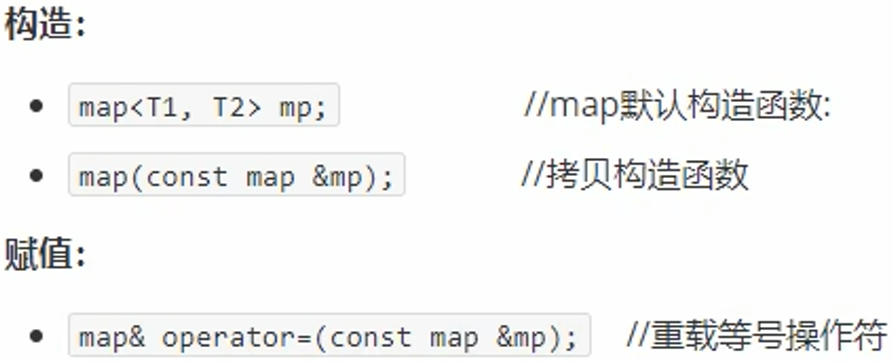 构造:
map<T1, T2> mp; //map默认构造函数:
map(const map &mp); //拷贝构造函数
赋值:
map& operator=(const map &mp); //重载等号操作符